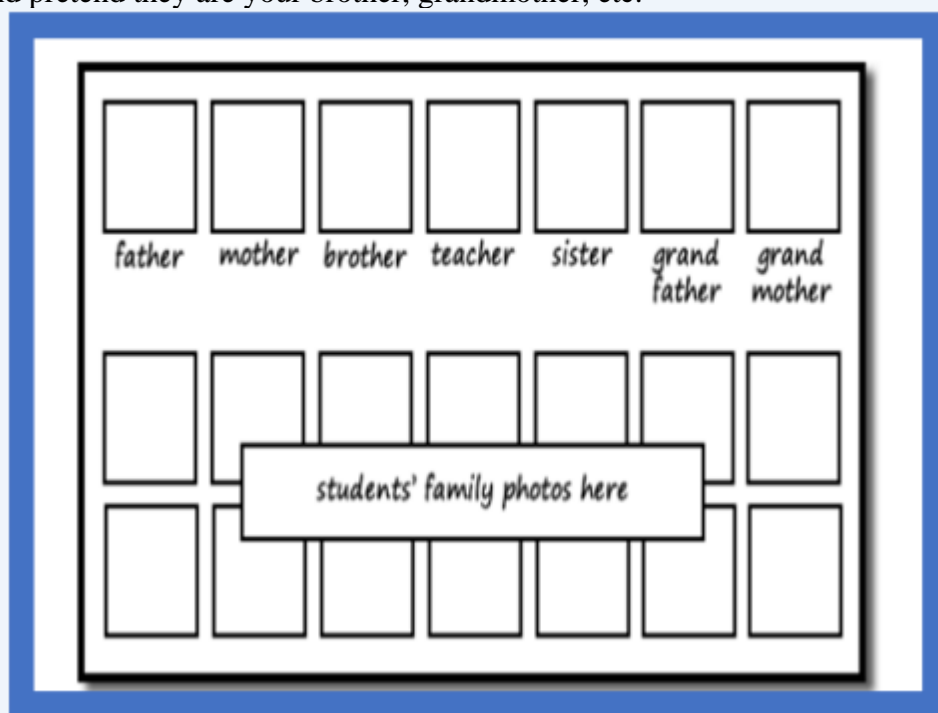 nd pretend they are your brother, grandmother, etc.
father mother brother teacher sister grand grand
father mother
students' family photos here